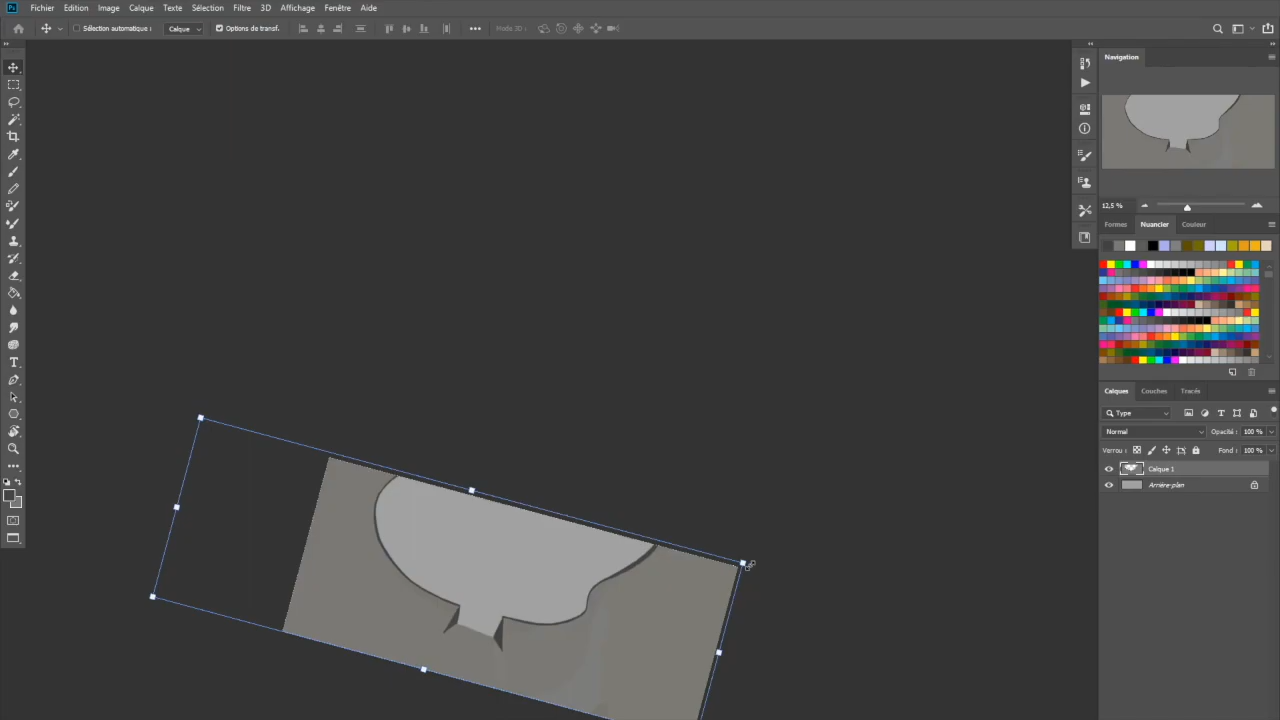 Ps Fichier Edition Image Calque Texte Sélection Filtre 3D Affichage Fenêtre Aide
Sélection automatique : Calque Options de transf. Mode 3D :
Navigation
12,5 %
Formes Nuancier Couleur
Calques Couches Tracés
Type
Normal Opacité : 100 %
Verrou : Fond : 100 %
Calque 1
Arrière-plan